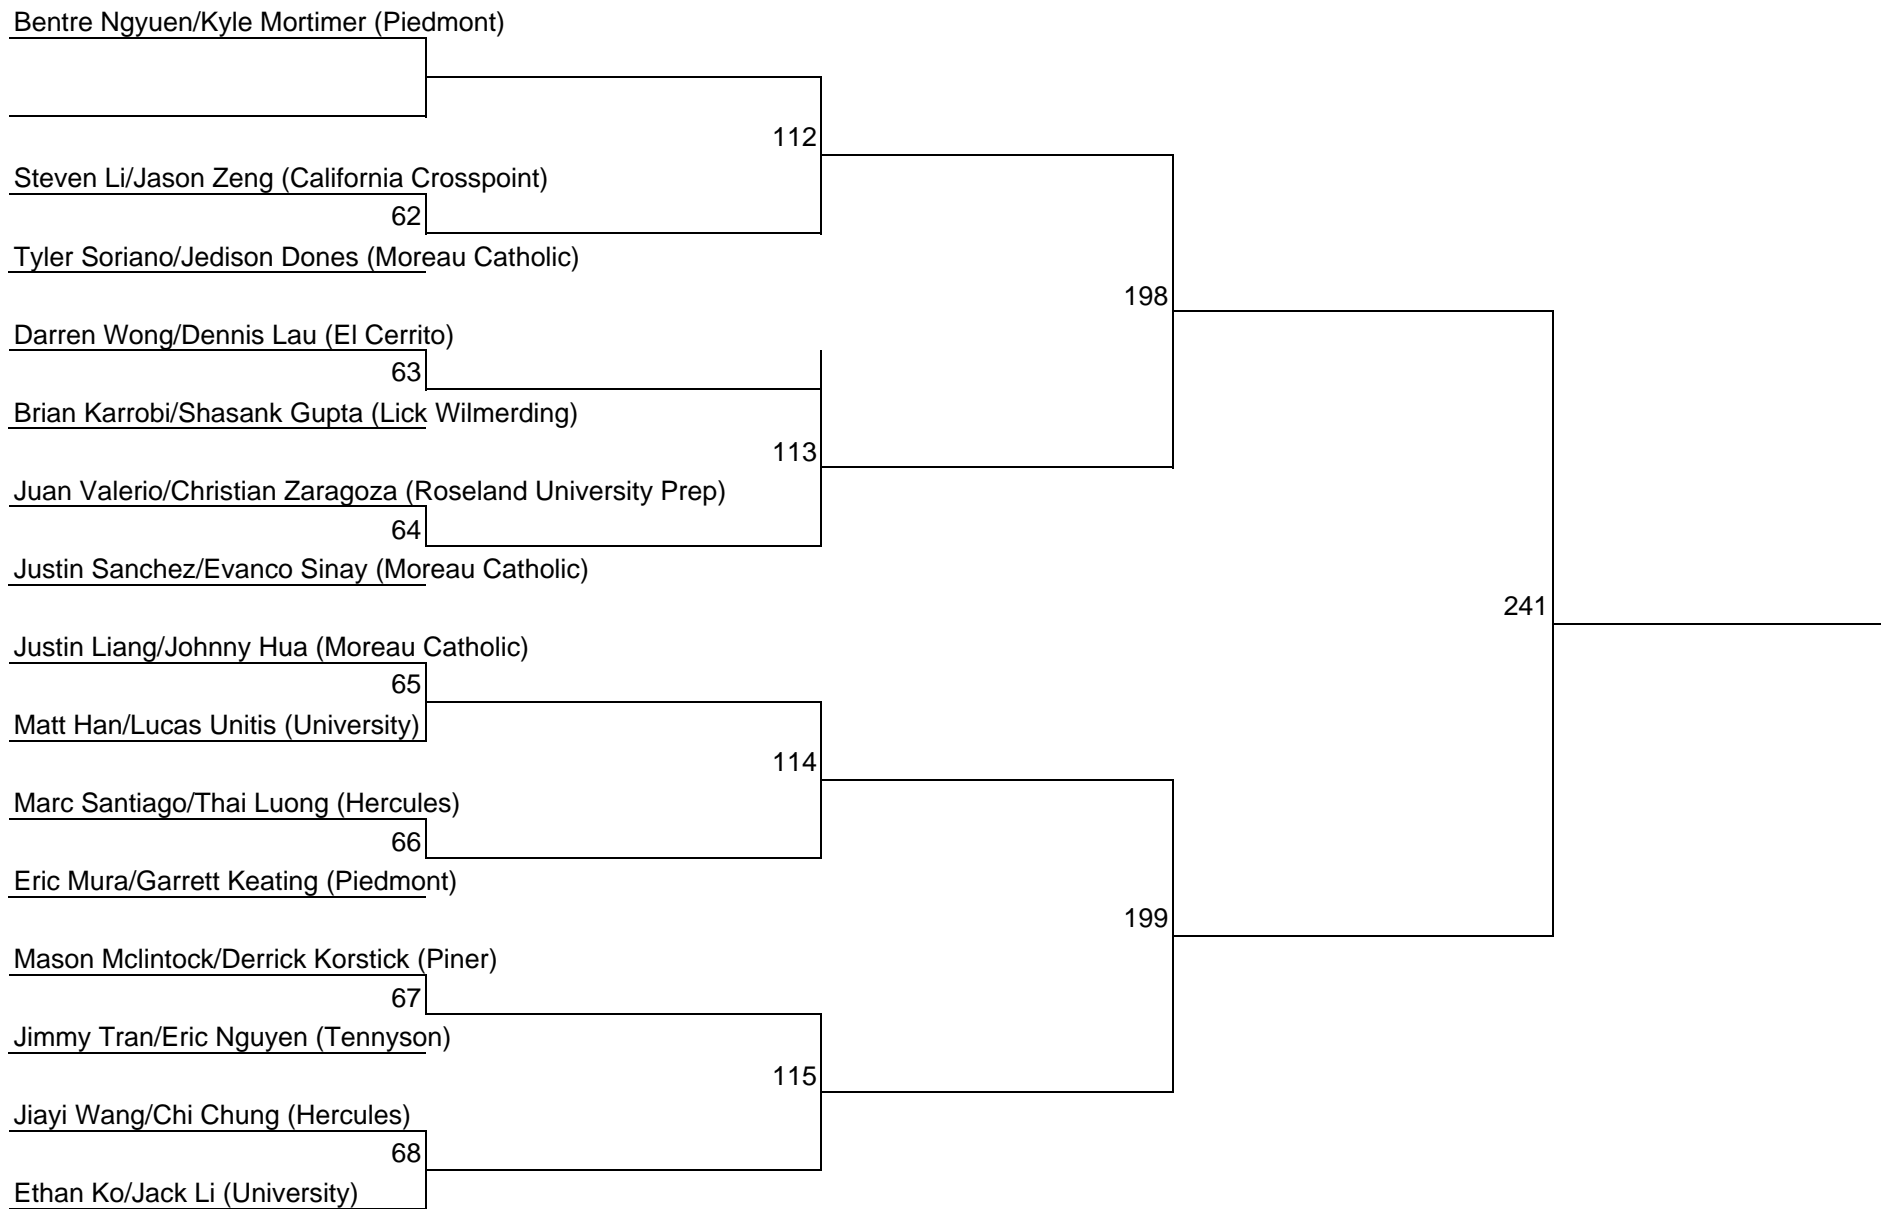 Bentre Ngyuen/Kyle Mortimer (Piedmont)
112
Steven Li/Jason Zeng (California Crosspoint)
62
Tyler Soriano/Jedison Dones (Moreau Catholic)
198
Darren Wong/Dennis Lau (El Cerrito)
63
Brian Karrobi/Shasank Gupta (Lick Wilmerding)
113
Juan Valerio/Christian Zaragoza (Roseland University Prep)
64
Justin Sanchez/Evanco Sinay (Moreau Catholic)
241
Justin Liang/Johnny Hua (Moreau Catholic)
65
Matt Han/Lucas Unitis (University)
114
Marc Santiago/Thai Luong (Hercules)
66
Eric Mura/Garrett Keating (Piedmont)
199
Mason Mclintock/Derrick Korstick (Piner)
67
Jimmy Tran/Eric Nguyen (Tennyson)
115
Jiayi Wang/Chi Chung (Hercules)
68
Ethan Ko/Jack Li (University)